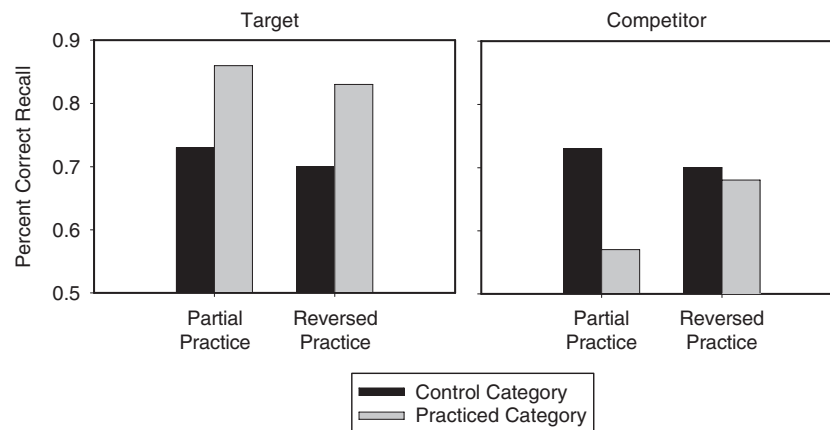 Target
Competitor
Percent Correct Recall
0.9
0.8
0.7
0.6
0.5
Partial
Practice
Reversed
Practice
Partial
Practice
Reversed
Practice
Control Category
Practiced Category